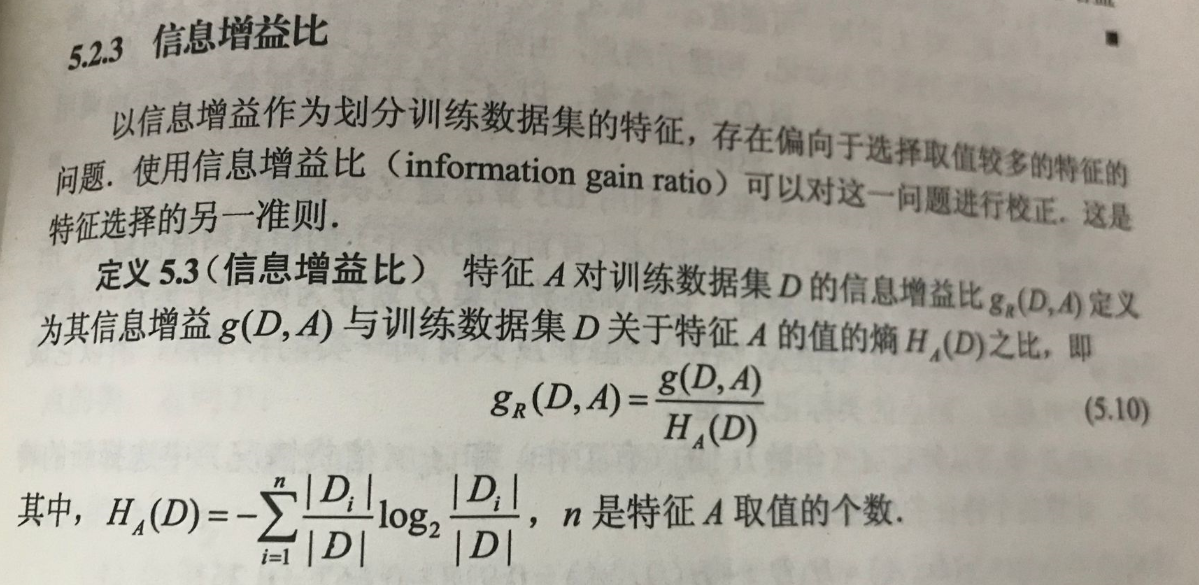 5.2.3 信息增益比
以信息增益作为划分训练数据集的特征，存在偏向于选择取值较多的特征的
问题．使用信息增益比（information gain ratio）可以对这一问题进行校正．这是
特征选择的另一准则．
定义 5.3（信息增益比） 特征 A 对训练数据集 D 的信息增益比 g_R(D, A) 定义
为其信息增益 g(D, A) 与训练数据集 D 关于特征 A 的值的熵 H_A(D) 之比，即
g_R(D, A) = \frac{g(D, A)}{H_A(D)} (5.10)
其中，H_A(D) = -\sum_{i=1}^{n} \frac{|D_i|}{|D|} \log_2 \frac{|D_i|}{|D|}，n 是特征 A 取值的个数．